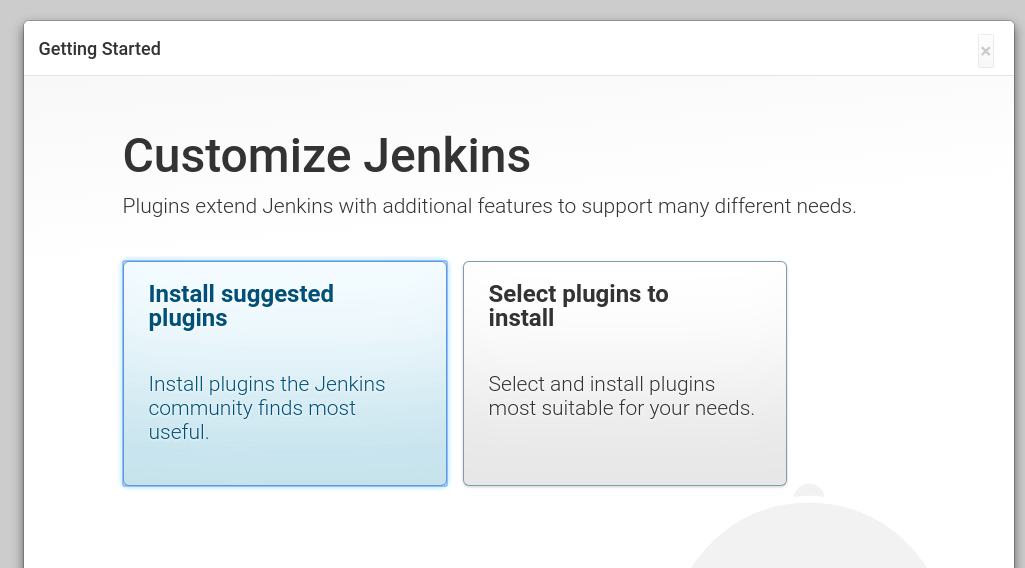 Getting Started
×
Customize Jenkins
Plugins extend Jenkins with additional features to support many different needs.
Install suggested
plugins
Install plugins the Jenkins
community finds most
useful.
Select plugins to
install
Select and install plugins
most suitable for your needs.